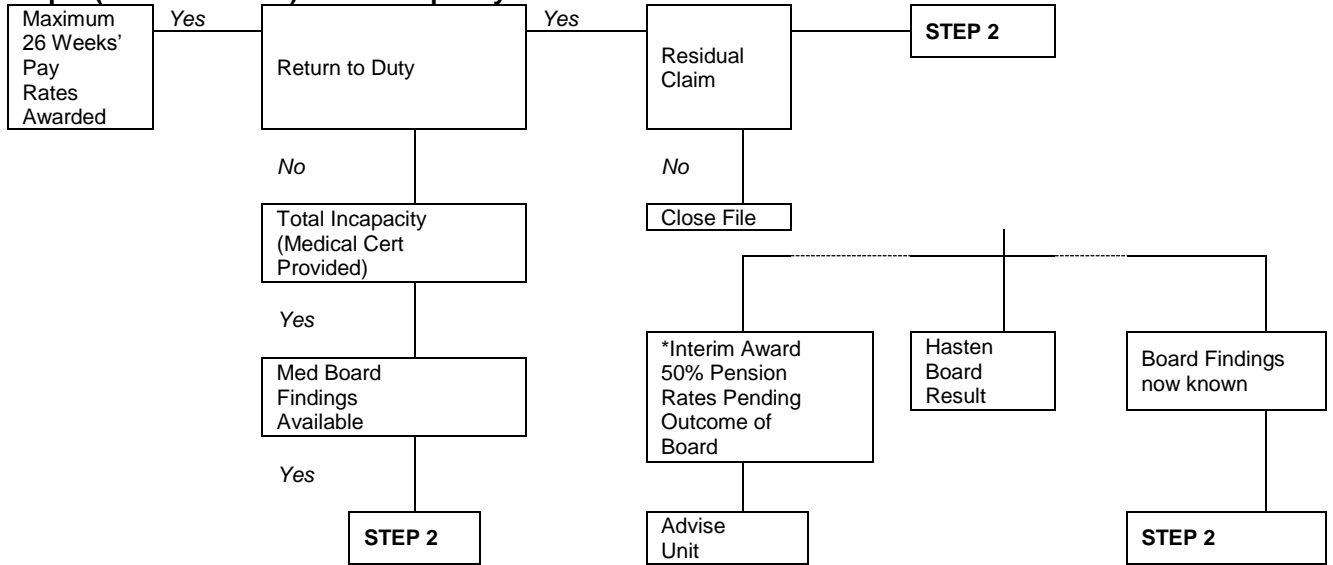 Maximum
26 Weeks'
Pay
Rates
Awarded
Yes
Return to Duty
Yes
Residual
Claim
STEP 2
No
No
Total Incapacity
(Medical Cert
Provided)
Close File
Yes
Med Board
Findings
Available
*Interim Award
50% Pension
Rates Pending
Outcome of
Board
Hasten
Board
Result
Board Findings
now known
Yes
STEP 2
Advise
Unit
STEP 2